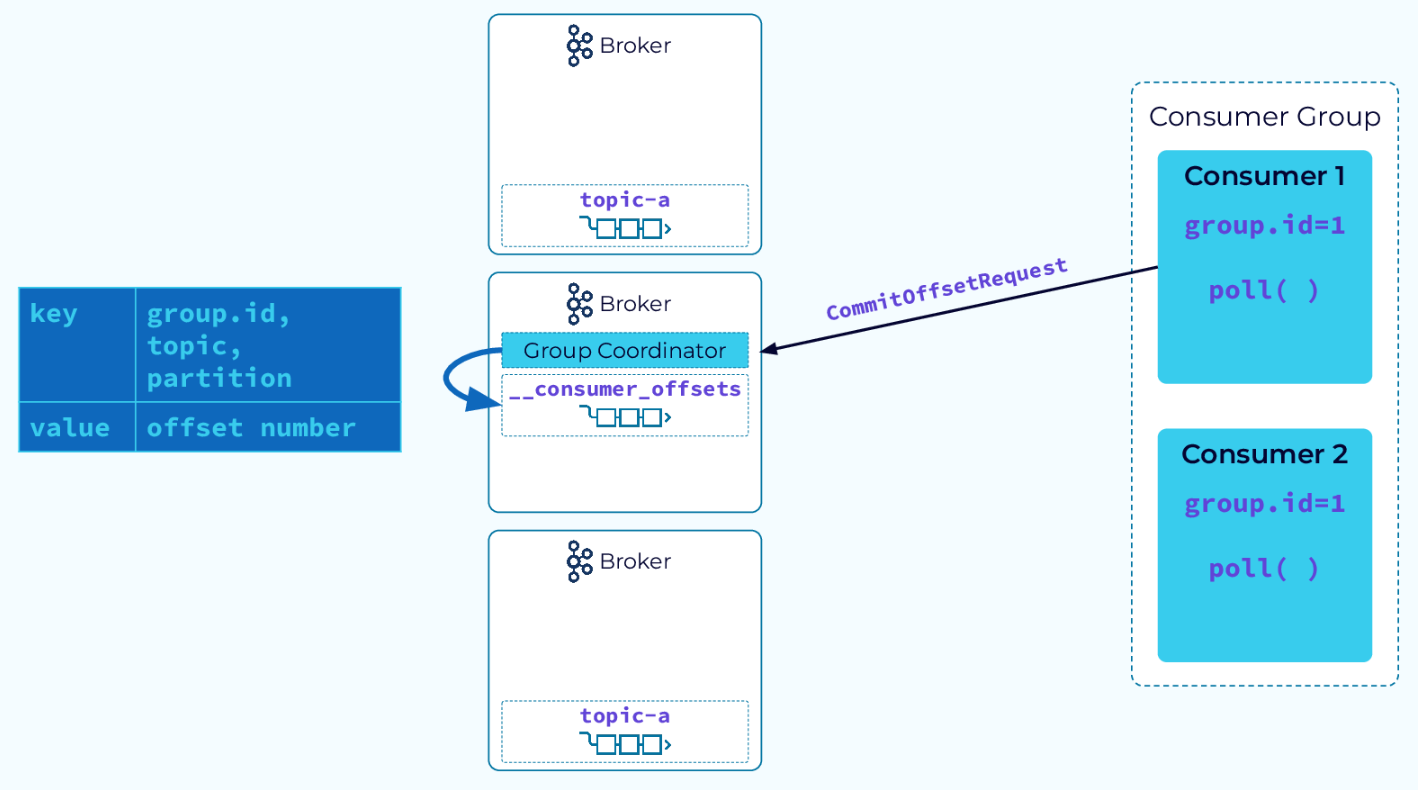 Broker
topic-a
key
group.id,
topic,
partition
value
offset number
Broker
Group Coordinator
__consumer_offsets
Broker
topic-a
CommitOffsetRequest
Consumer Group
Consumer 1
group.id=1
poll( )
Consumer 2
group.id=1
poll( )